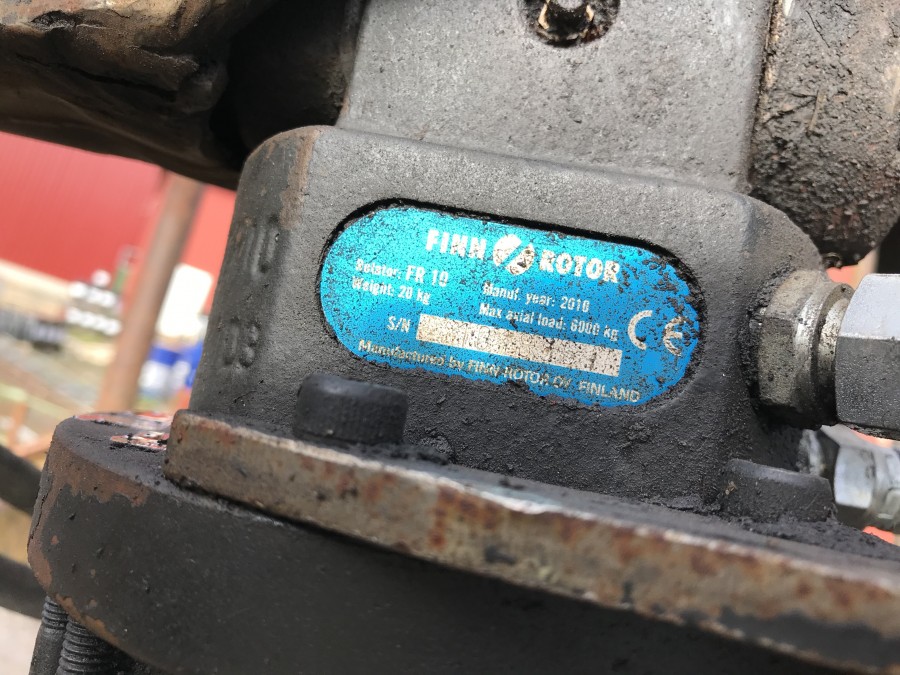 FINN ROTOR
Rotator: FR 10
Weight: 20 kg
Manuf. year: 2010
Max axial load: 6000 kg
CE
S/N
Manufactured by FINN-ROTOR OY, FINLAND